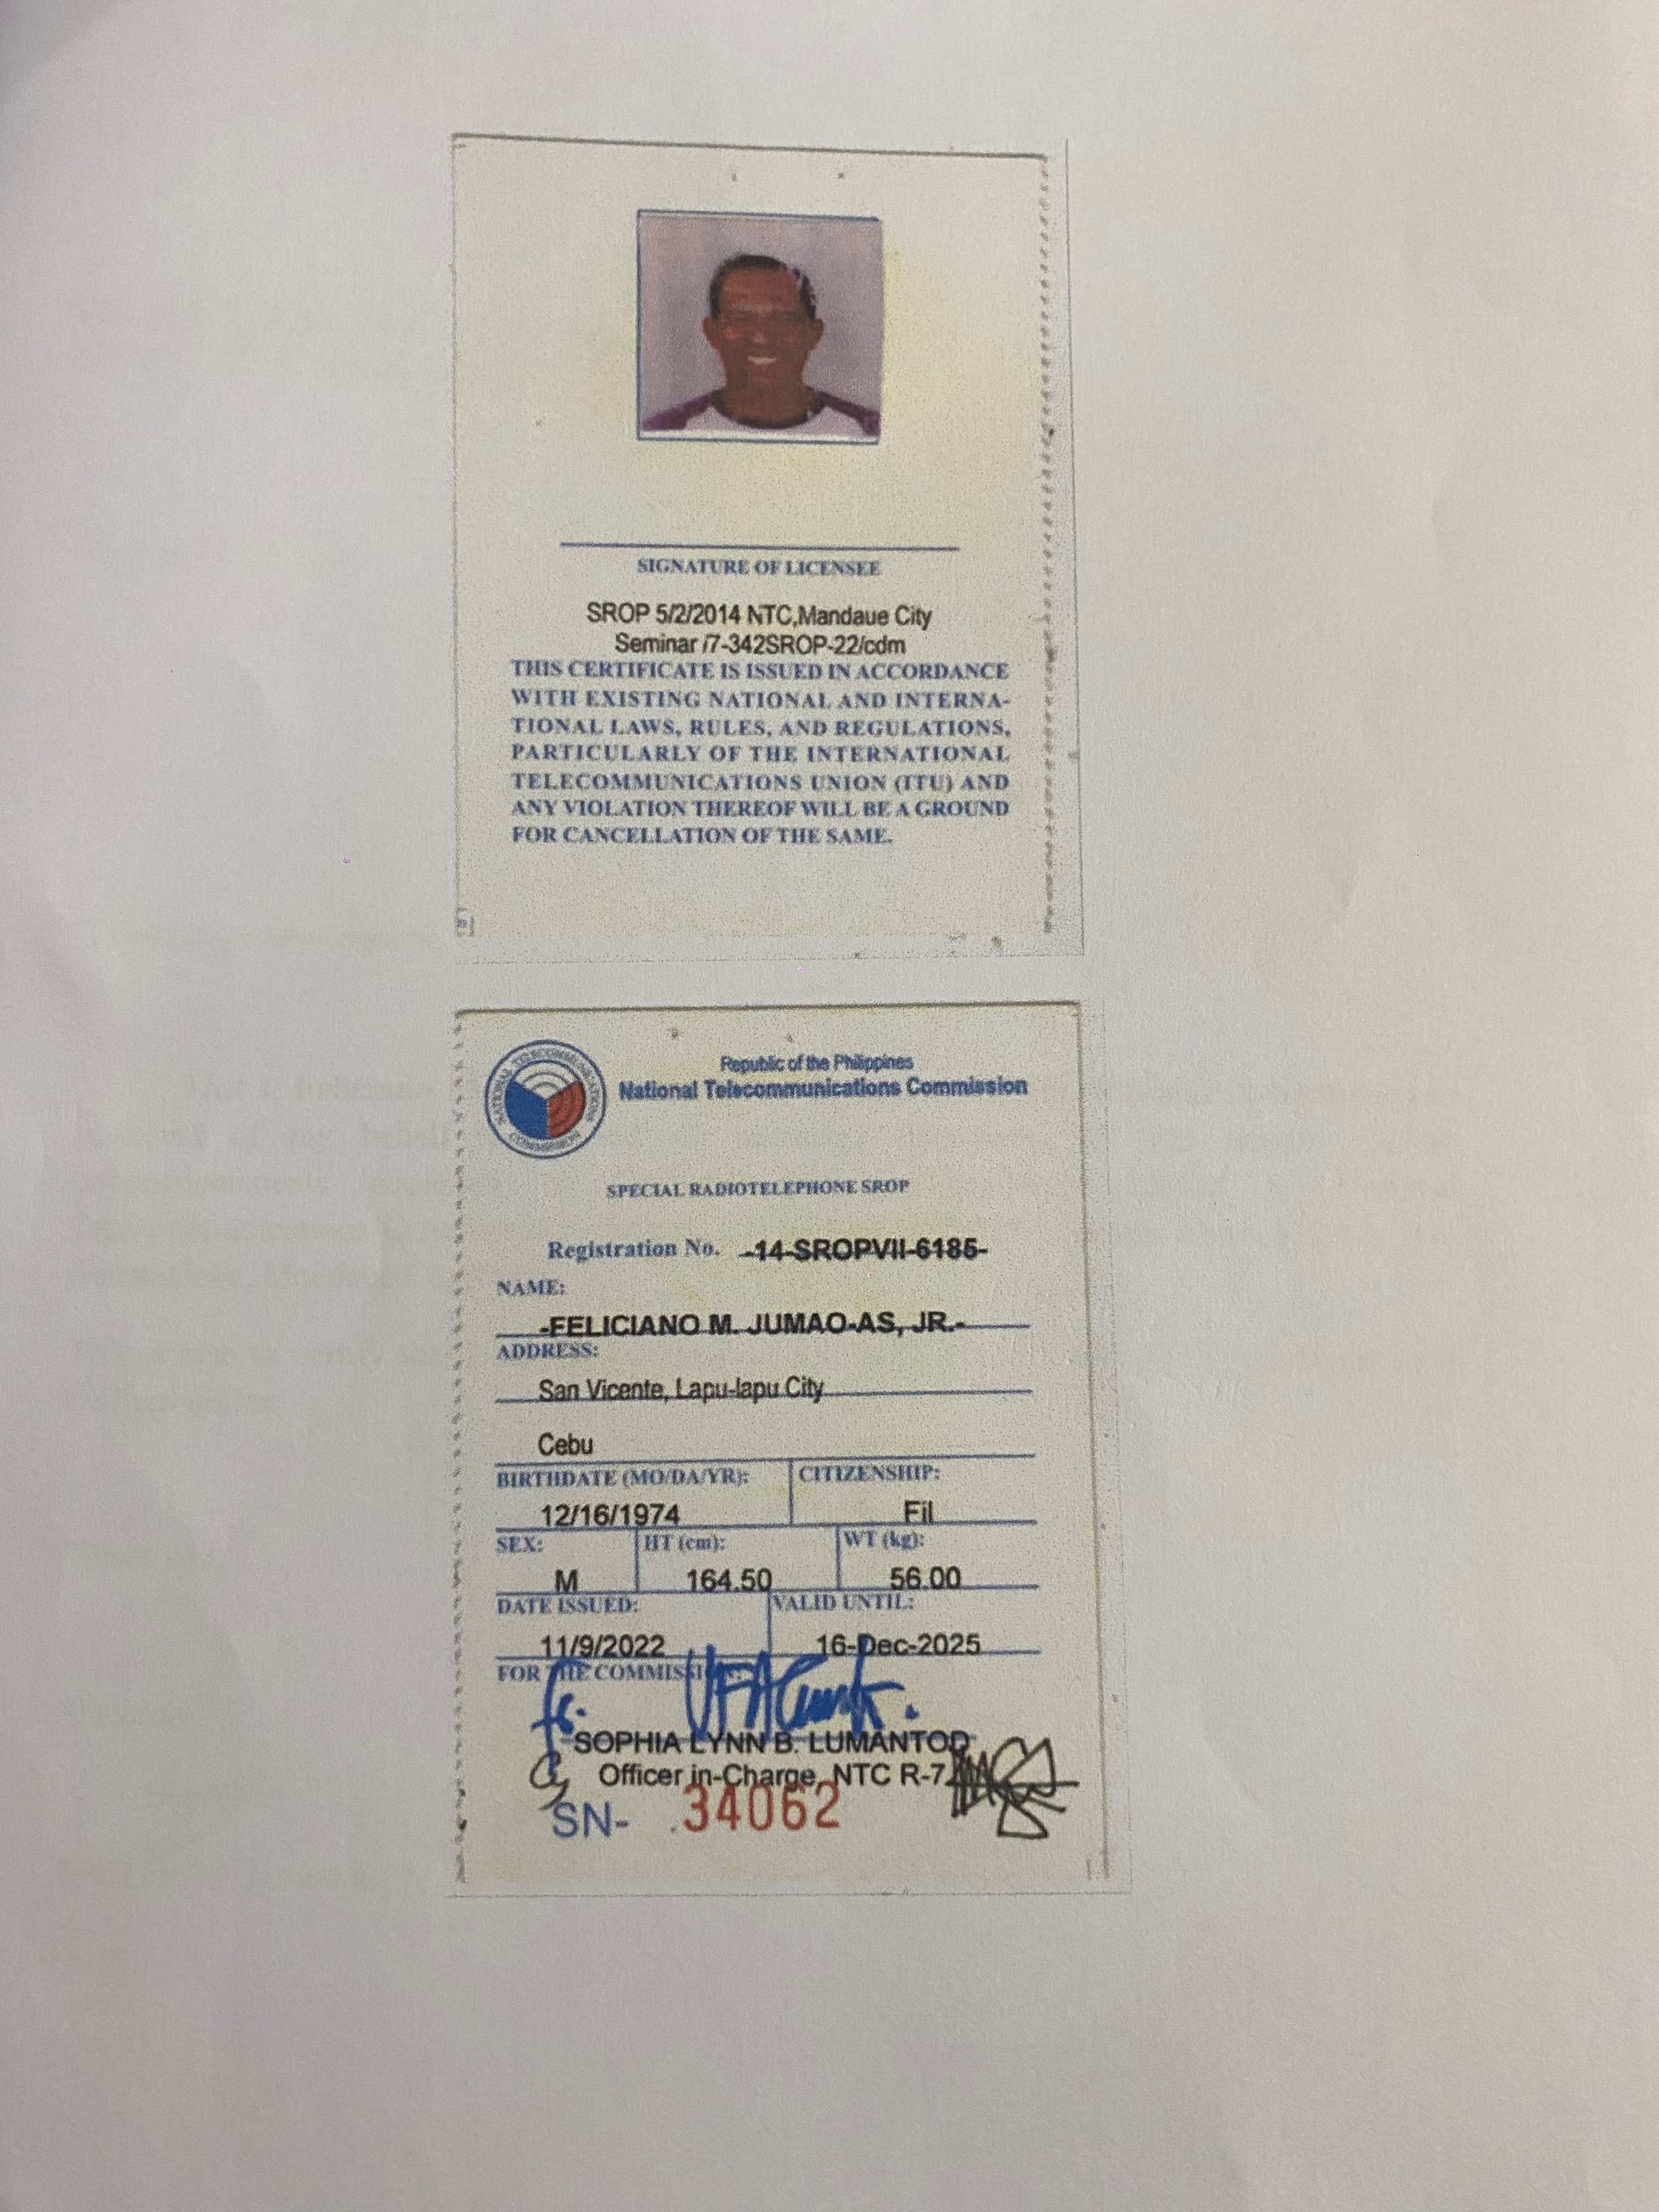 SIGNATURE OF LICENSEE
SROP 5/2/2014 NTC,Mandaue City
Seminar /7-342SROP-22/cdm
THIS CERTIFICATE IS ISSUED IN ACCORDANCE
WITH EXISTING NATIONAL AND INTERNA-
TIONAL LAWS, RULES, AND REGULATIONS,
PARTICULARLY OF THE INTERNATIONAL
TELECOMMUNICATIONS UNION (ITU) AND
ANY VIOLATION THEREOF WILL BE A GROUND
FOR CANCELLATION OF THE SAME.
NATIONAL TELECOMMUNICATIONS COMMISSION
Republic of the Philippines
National Telecommunications Commission
SPECIAL RADIOTELEPHONE SROP
Registration No. -14-SROPVII-6185-
NAME:
-FELICIANO M. JUMAO-AS, JR.-
ADDRESS:
San Vicente, Lapu-lapu City
Cebu
BIRTHDATE (MO/DA/YR): CITIZENSHIP:
12/16/1974 Fil
SEX: HT (cm): WT (kg):
M 164.50 56.00
DATE ISSUED: VALID UNTIL:
11/9/2022 16-Dec-2025
FOR THE COMMISSION:
SOPHIA LYNN B. LUMANTOD
Officer in-Charge, NTC R-7
SN- 34062